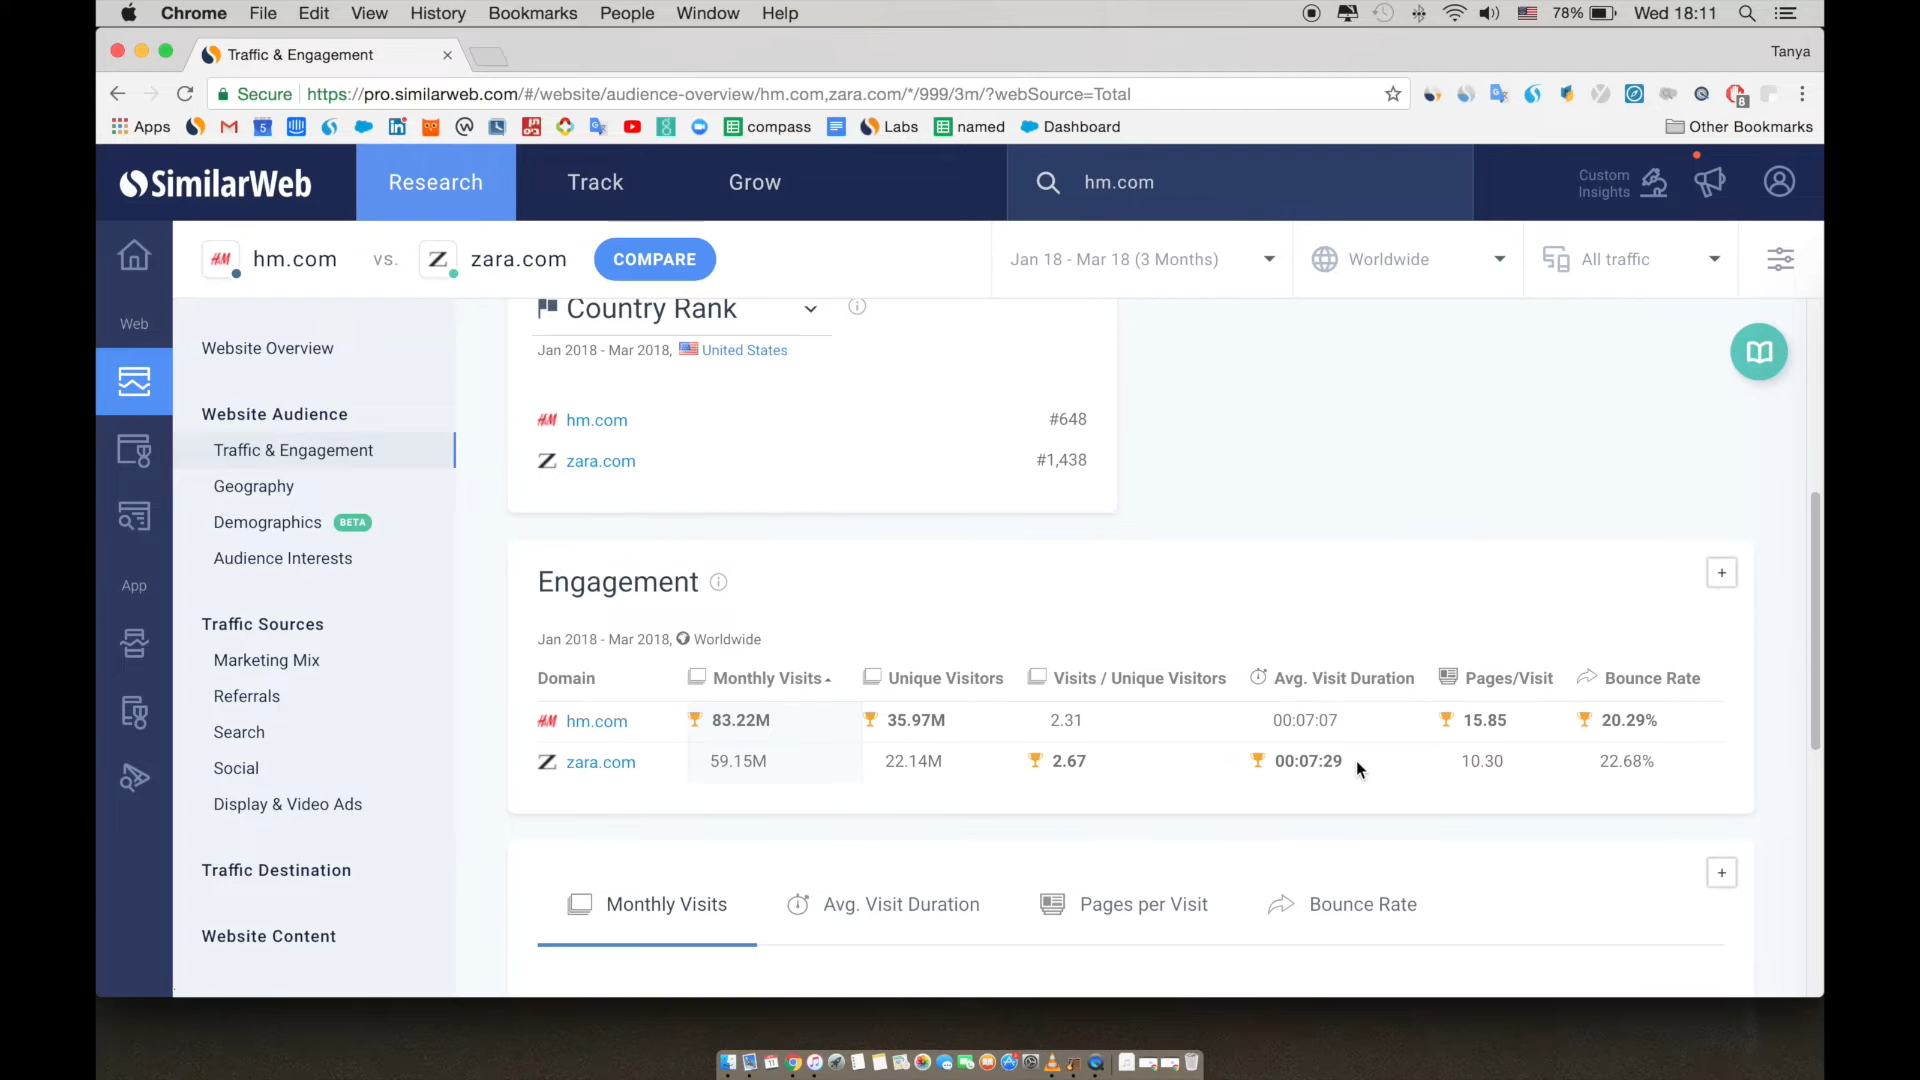 Chrome File Edit View History Bookmarks People Window Help 78% Wed 18:11
Traffic & Engagement Tanya
Secure https://pro.similarweb.com/#/website/audience-overview/hm.com,zara.com/*/999/3m/?webSource=Total
Apps compass Labs named Dashboard Other Bookmarks
SimilarWeb Research Track Grow hm.com Custom
Insights
H&M hm.com vs. Z zara.com COMPARE Jan 18 - Mar 18 (3 Months) Worldwide All traffic
Web
Website Overview
Website Audience
Traffic & Engagement
Geography
Demographics BETA
Audience Interests
App
Traffic Sources
Marketing Mix
Referrals
Search
Social
Display & Video Ads
Traffic Destination
Website Content
Country Rank
Jan 2018 - Mar 2018, United States
H&M hm.com #648
Z zara.com #1,438
Engagement
Jan 2018 - Mar 2018, Worldwide
Domain Monthly Visits Unique Visitors Visits / Unique Visitors Avg. Visit Duration Pages/Visit Bounce Rate
H&M hm.com 83.22M 35.97M 2.31 00:07:07 15.85 20.29%
Z zara.com 59.15M 22.14M 2.67 00:07:29 10.30 22.68%
Monthly Visits Avg. Visit Duration Pages per Visit Bounce Rate